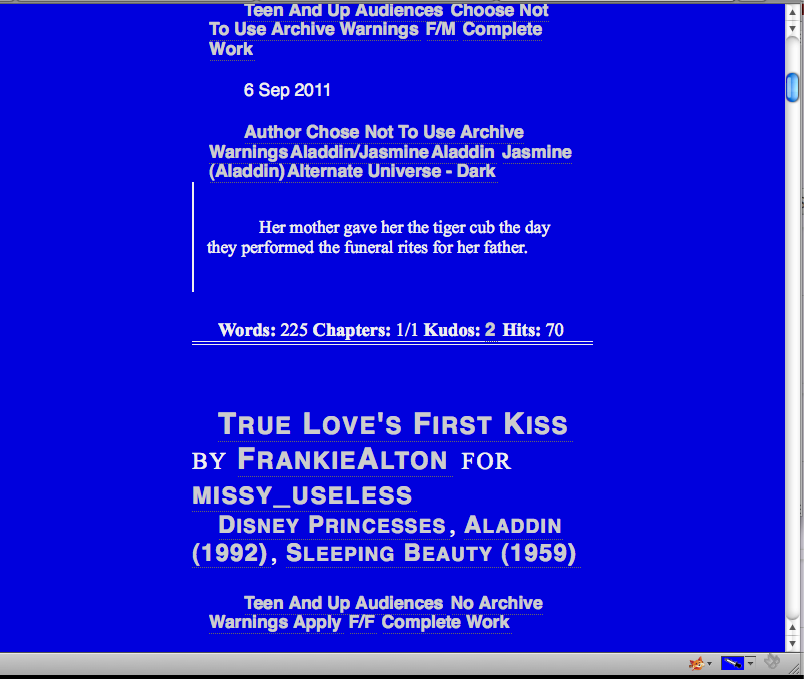 Teen And Up Audiences Choose Not
To Use Archive Warnings F/M Complete
Work
6 Sep 2011
Author Chose Not To Use Archive
Warnings Aladdin/Jasmine Aladdin Jasmine
(Aladdin) Alternate Universe - Dark
Her mother gave her the tiger cub the day
they performed the funeral rites for her father.
Words: 225 Chapters: 1/1 Kudos: 2 Hits: 70
True Love's First Kiss
by FrankieAlton for
missy_useless
Disney Princesses, Aladdin
(1992), Sleeping Beauty (1959)
Teen And Up Audiences No Archive
Warnings Apply F/F Complete Work